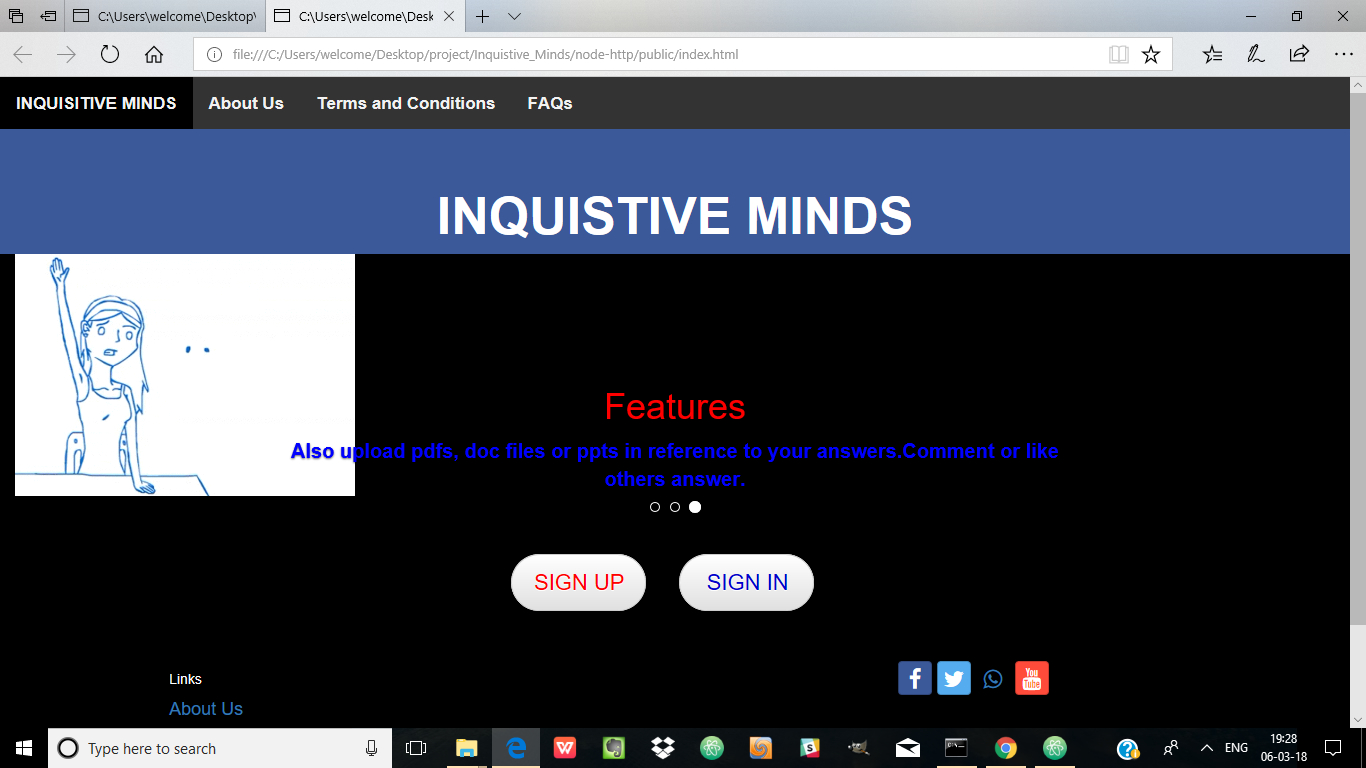 C:\Users\welcome\Desktop\
C:\Users\welcome\Desk
file:///C:/Users/welcome/Desktop/project/Inquistive_Minds/node-http/public/index.html
INQUISITIVE MINDS
About Us
Terms and Conditions
FAQs
INQUISTIVE MINDS
Features
Also upload pdfs, doc files or ppts in reference to your answers.Comment or like
others answer.
SIGN UP
SIGN IN
Links
You
Tube
About Us
Type here to search
ENG
19:28
06-03-18